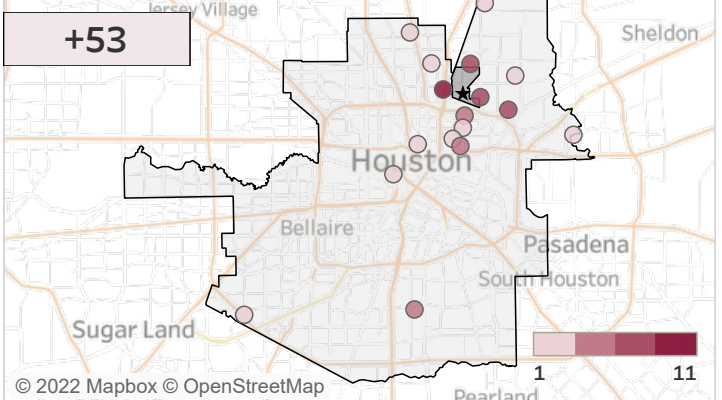 Jersey Village
+53
Sheldon
Houston
Bellaire
Pasadena
South Houston
Sugar Land
1
11
© 2022 Mapbox © OpenStreetMap
Pearland